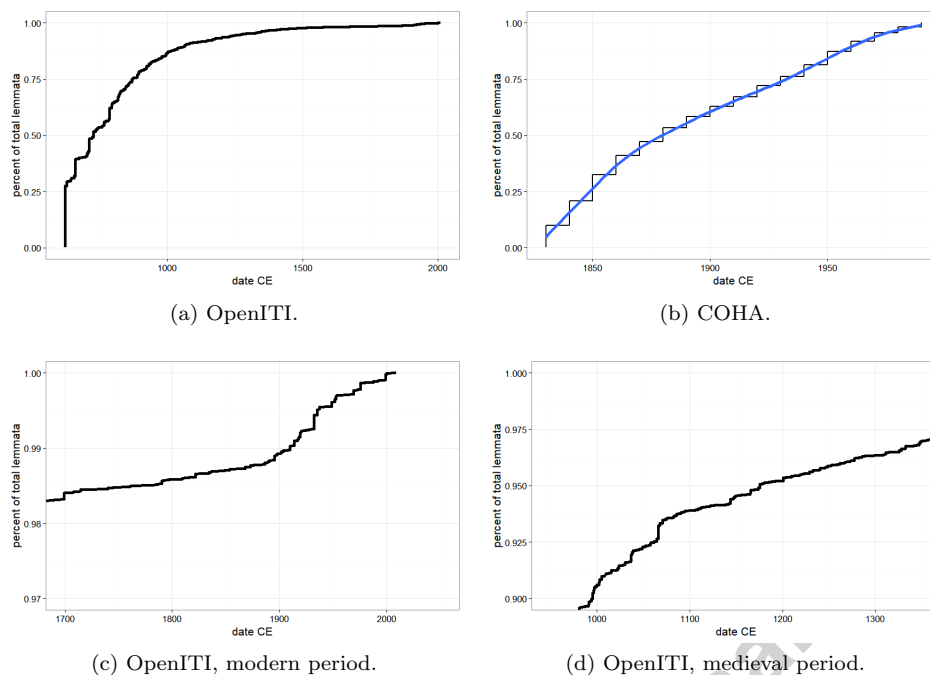 1.00
0.75
0.50
0.25
0.00
percent of total lemmata
1000
1500
2000
date CE
(a) OpenITI.
1.00
0.75
0.50
0.25
0.00
percent of total lemmata
1850
1900
1950
date CE
(b) COHA.
1.00
0.99
0.98
0.97
percent of total lemmata
1700
1800
1900
2000
date CE
(c) OpenITI, modern period.
1.000
0.975
0.950
0.925
0.900
percent of total lemmata
1000
1100
1200
1300
date CE
(d) OpenITI, medieval period.